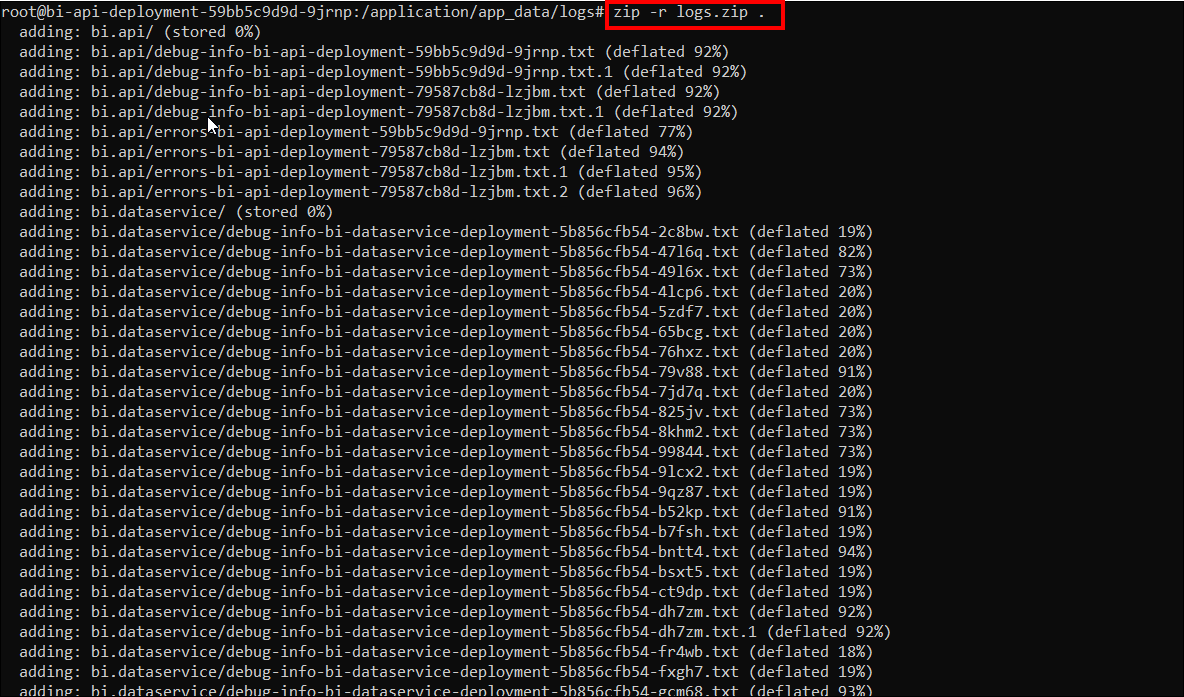 root@bi-api-deployment-59bb5c9d9d-9jrnp:/application/app_data/logs# zip -r logs.zip .
adding: bi.api/ (stored 0%)
adding: bi.api/debug-info-bi-api-deployment-59bb5c9d9d-9jrnp.txt (deflated 92%)
adding: bi.api/debug-info-bi-api-deployment-59bb5c9d9d-9jrnp.txt.1 (deflated 92%)
adding: bi.api/debug-info-bi-api-deployment-79587cb8d-lzjbm.txt (deflated 92%)
adding: bi.api/debug-info-bi-api-deployment-79587cb8d-lzjbm.txt.1 (deflated 92%)
adding: bi.api/errors-bi-api-deployment-59bb5c9d9d-9jrnp.txt (deflated 77%)
adding: bi.api/errors-bi-api-deployment-79587cb8d-lzjbm.txt (deflated 94%)
adding: bi.api/errors-bi-api-deployment-79587cb8d-lzjbm.txt.1 (deflated 95%)
adding: bi.api/errors-bi-api-deployment-79587cb8d-lzjbm.txt.2 (deflated 96%)
adding: bi.dataservice/ (stored 0%)
adding: bi.dataservice/debug-info-bi-dataservice-deployment-5b856cfb54-2c8bw.txt (deflated 19%)
adding: bi.dataservice/debug-info-bi-dataservice-deployment-5b856cfb54-47l6q.txt (deflated 82%)
adding: bi.dataservice/debug-info-bi-dataservice-deployment-5b856cfb54-49l6x.txt (deflated 73%)
adding: bi.dataservice/debug-info-bi-dataservice-deployment-5b856cfb54-4lcp6.txt (deflated 20%)
adding: bi.dataservice/debug-info-bi-dataservice-deployment-5b856cfb54-5zdf7.txt (deflated 20%)
adding: bi.dataservice/debug-info-bi-dataservice-deployment-5b856cfb54-65bcg.txt (deflated 20%)
adding: bi.dataservice/debug-info-bi-dataservice-deployment-5b856cfb54-76hxz.txt (deflated 20%)
adding: bi.dataservice/debug-info-bi-dataservice-deployment-5b856cfb54-79v88.txt (deflated 91%)
adding: bi.dataservice/debug-info-bi-dataservice-deployment-5b856cfb54-7jd7q.txt (deflated 20%)
adding: bi.dataservice/debug-info-bi-dataservice-deployment-5b856cfb54-825jv.txt (deflated 73%)
adding: bi.dataservice/debug-info-bi-dataservice-deployment-5b856cfb54-8khm2.txt (deflated 73%)
adding: bi.dataservice/debug-info-bi-dataservice-deployment-5b856cfb54-99844.txt (deflated 73%)
adding: bi.dataservice/debug-info-bi-dataservice-deployment-5b856cfb54-9lcx2.txt (deflated 19%)
adding: bi.dataservice/debug-info-bi-dataservice-deployment-5b856cfb54-9qz87.txt (deflated 19%)
adding: bi.dataservice/debug-info-bi-dataservice-deployment-5b856cfb54-b52kp.txt (deflated 91%)
adding: bi.dataservice/debug-info-bi-dataservice-deployment-5b856cfb54-b7fsh.txt (deflated 19%)
adding: bi.dataservice/debug-info-bi-dataservice-deployment-5b856cfb54-bntt4.txt (deflated 94%)
adding: bi.dataservice/debug-info-bi-dataservice-deployment-5b856cfb54-bsxt5.txt (deflated 19%)
adding: bi.dataservice/debug-info-bi-dataservice-deployment-5b856cfb54-ct9dp.txt (deflated 19%)
adding: bi.dataservice/debug-info-bi-dataservice-deployment-5b856cfb54-dh7zm.txt (deflated 92%)
adding: bi.dataservice/debug-info-bi-dataservice-deployment-5b856cfb54-dh7zm.txt.1 (deflated 92%)
adding: bi.dataservice/debug-info-bi-dataservice-deployment-5b856cfb54-fr4wb.txt (deflated 18%)
adding: bi.dataservice/debug-info-bi-dataservice-deployment-5b856cfb54-fxgh7.txt (deflated 19%)
adding: bi.dataservice/debug-info-bi-dataservice-deployment-5b856cfb54-gcm68.txt (deflated 93%)